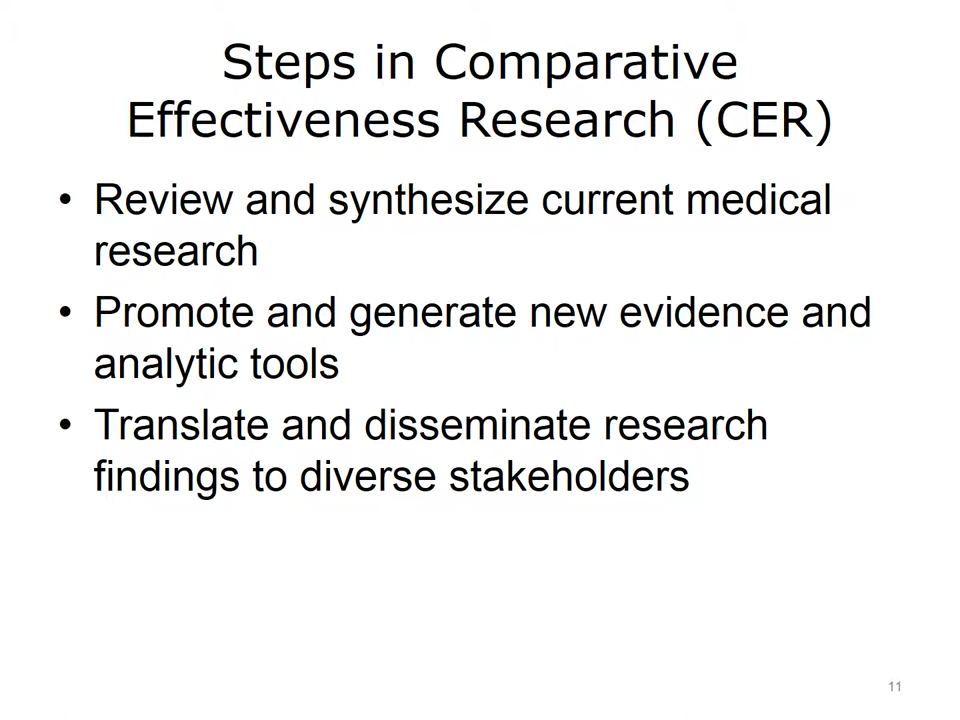 Steps in Comparative
Effectiveness Research (CER)
• Review and synthesize current medical
research
• Promote and generate new evidence and
analytic tools
• Translate and disseminate research
findings to diverse stakeholders
11